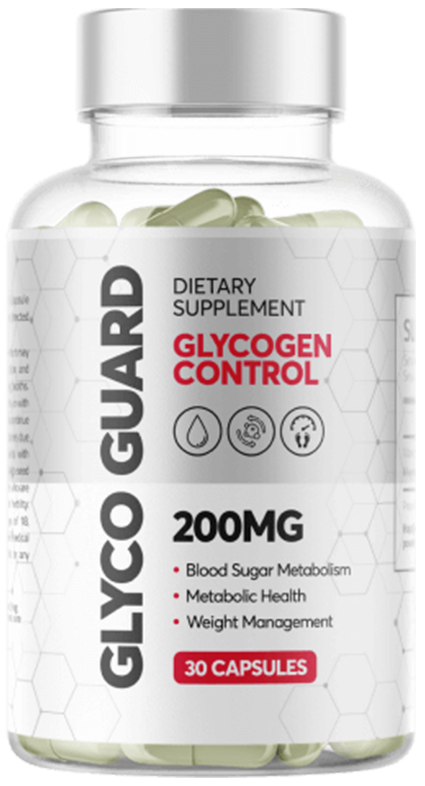 GLYCO GUARD
DIETARY
SUPPLEMENT
GLYCOGEN
CONTROL
200MG
• Blood Sugar Metabolism
• Metabolic Health
• Weight Management
30 CAPSULES